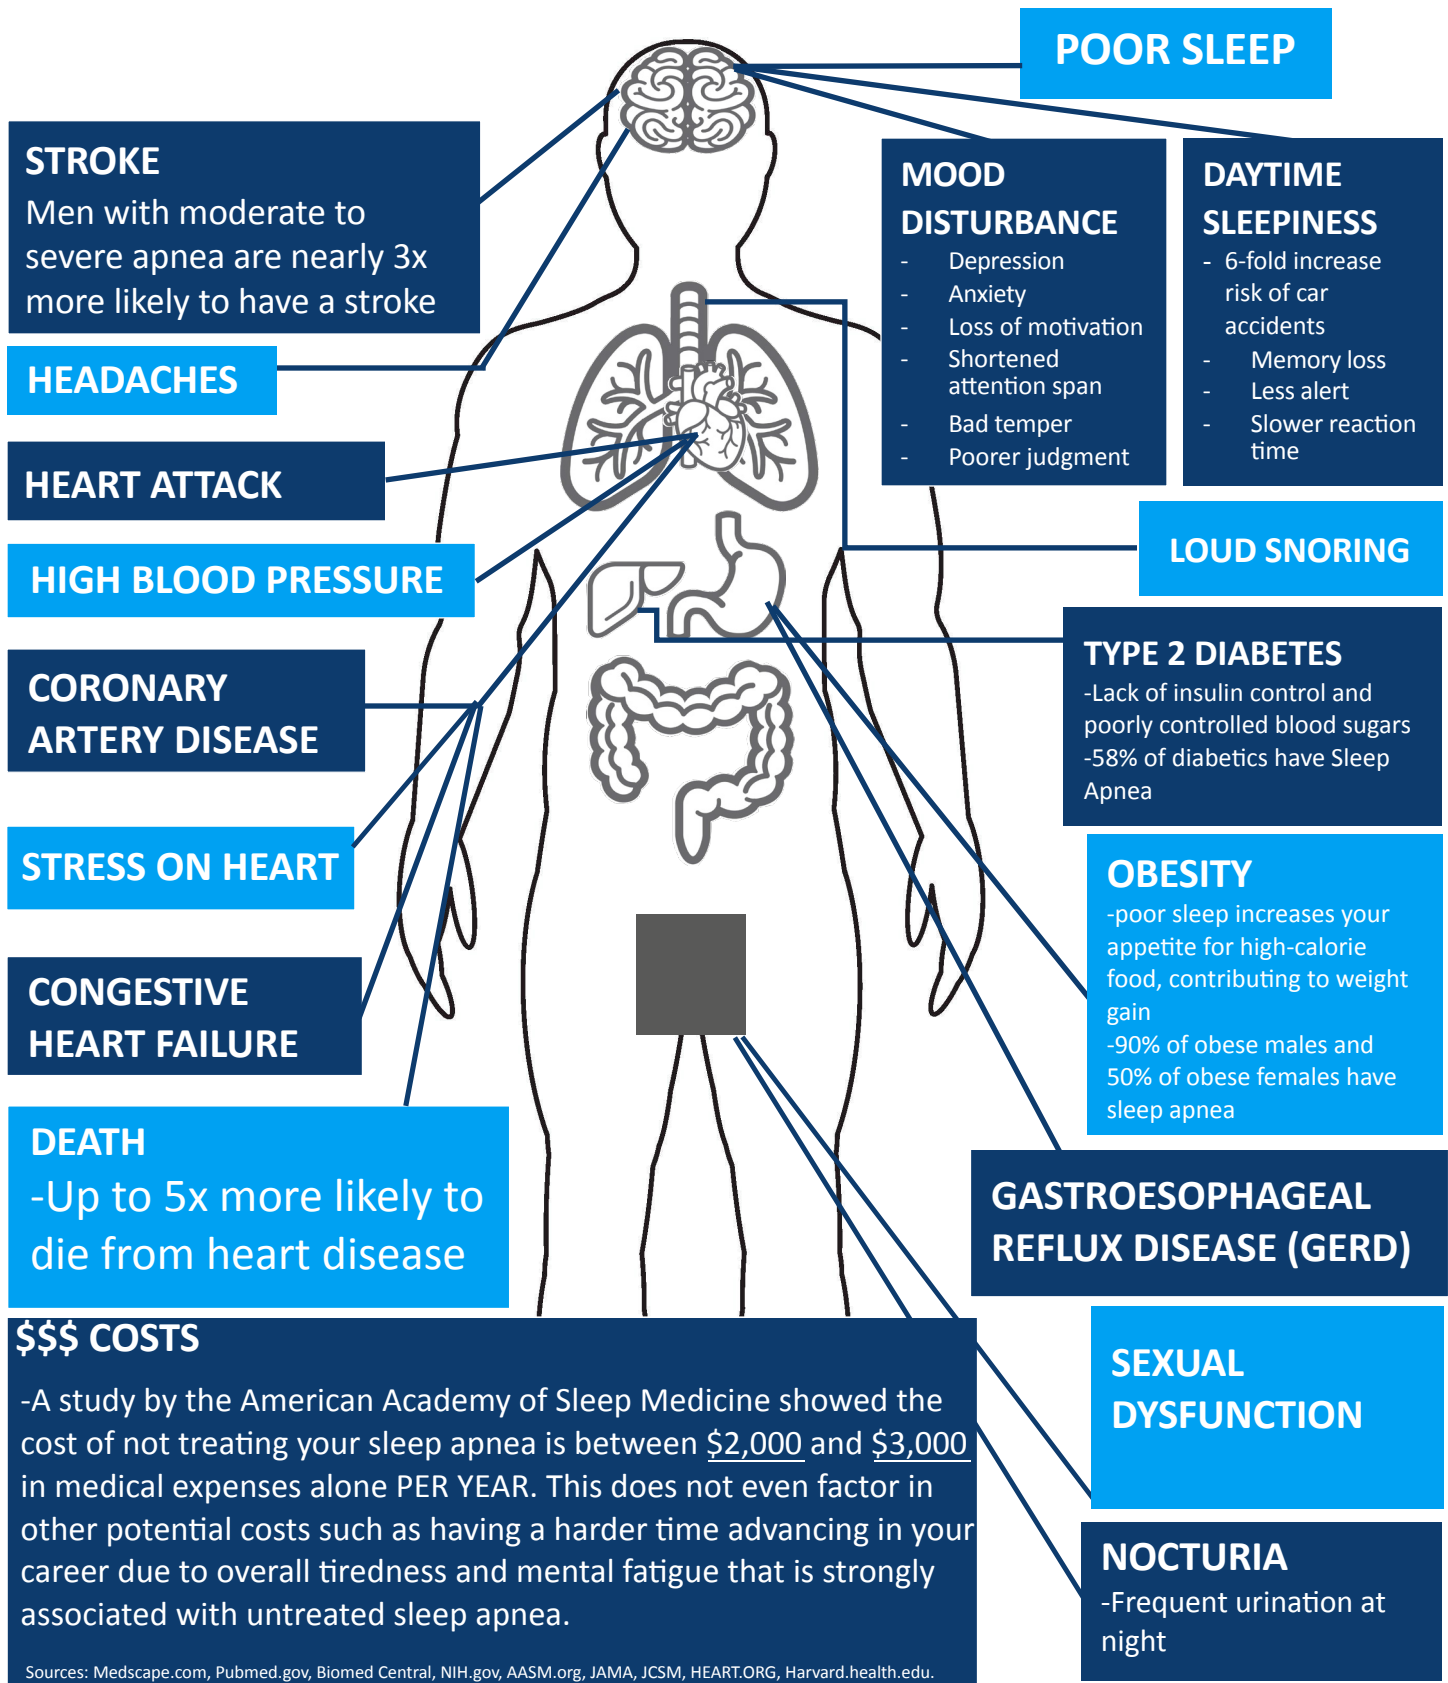 POOR SLEEP
STROKE
Men with moderate to
severe apnea are nearly 3x
more likely to have a stroke
HEADACHES
HEART ATTACK
HIGH BLOOD PRESSURE
CORONARY
ARTERY DISEASE
STRESS ON HEART
CONGESTIVE
HEART FAILURE
DEATH
-Up to 5x more likely to
die from heart disease
MOOD
DISTURBANCE
- Depression
- Anxiety
- Loss of motivation
- Shortened
attention span
- Bad temper
- Poorer judgment
DAYTIME
SLEEPINESS
- 6-fold increase
risk of car
accidents
- Memory loss
- Less alert
- Slower reaction
time
LOUD SNORING
TYPE 2 DIABETES
-Lack of insulin control and
poorly controlled blood sugars
-58% of diabetics have Sleep
Apnea
OBESITY
-poor sleep increases your
appetite for high-calorie
food, contributing to weight
gain
-90% of obese males and
50% of obese females have
sleep apnea
GASTROESOPHAGEAL
REFLUX DISEASE (GERD)
SEXUAL
DYSFUNCTION
NOCTURIA
-Frequent urination at
night
$$$ COSTS
-A study by the American Academy of Sleep Medicine showed the
cost of not treating your sleep apnea is between $2,000 and $3,000
in medical expenses alone PER YEAR. This does not even factor in
other potential costs such as having a harder time advancing in your
career due to overall tiredness and mental fatigue that is strongly
associated with untreated sleep apnea.
Sources: Medscape.com, Pubmed.gov, Biomed Central, NIH.gov, AASM.org, JAMA, JCSM, HEART.ORG, Harvard.health.edu.